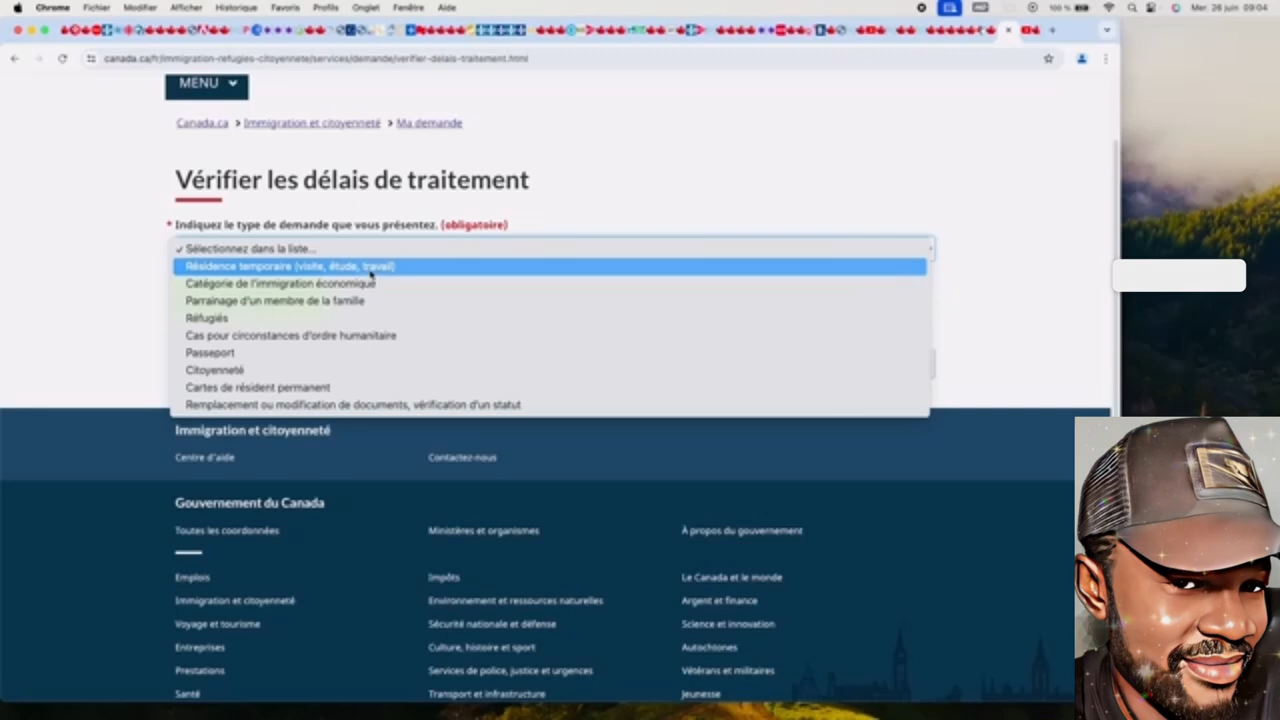 Chrome Fichier Modifier Afficher Historique Favoris Profils Onglet Fenêtre Aide
100 % Mer. 26 juin 09:04
canada.ca/fr/immigration-refugies-citoyennete/services/demande/verifier-delais-traitement.html
MENU
Canada.ca > Immigration et citoyenneté > Ma demande
Vérifier les délais de traitement
* Indiquez le type de demande que vous présentez. (obligatoire)
✓ Sélectionnez dans la liste...
Résidence temporaire (visite, étude, travail)
Catégorie de l'immigration économique
Parrainage d'un membre de la famille
Réfugiés
Cas pour circonstances d'ordre humanitaire
Passeport
Citoyenneté
Cartes de résident permanent
Remplacement ou modification de documents, vérification d'un statut
Immigration et citoyenneté
Centre d'aide Contactez-nous
Gouvernement du Canada
Toutes les coordonnées Ministères et organismes À propos du gouvernement
Emplois Impôts Le Canada et le monde
Immigration et citoyenneté Environnement et ressources naturelles Argent et finance
Voyage et tourisme Sécurité nationale et défense Science et innovation
Entreprises Culture, histoire et sport Autochtones
Prestations Services de police, justice et urgences Vétérans et militaires
Santé Transport et infrastructure Jeunesse